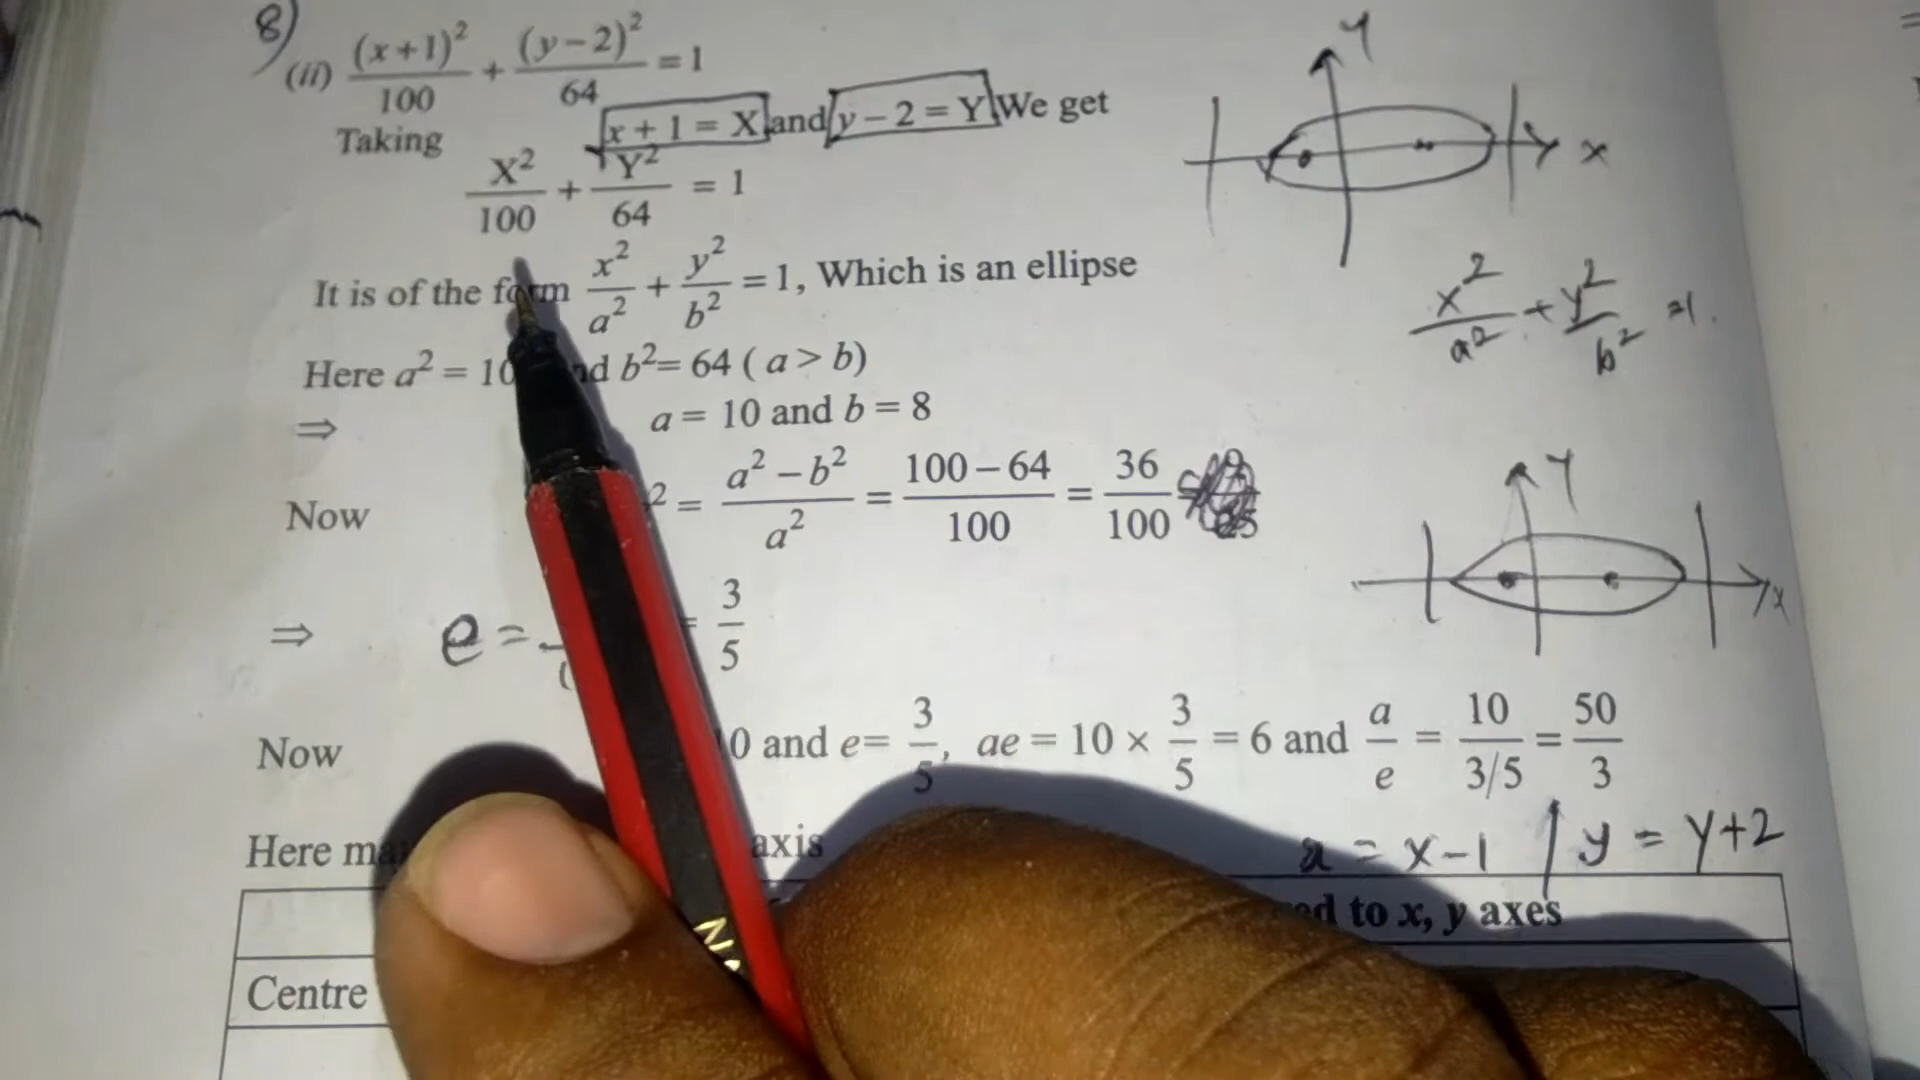 8)
(ii) (x+1)²/100 + (y−2)²/64 = 1
Taking x + 1 = X and y − 2 = Y We get
X²/100 + Y²/64 = 1
It is of the form x²/a² + y²/b² = 1, Which is an ellipse
Here a² = 10 b² = 64 ( a > b)
⇒ a = 10 and b = 8
Now 2 = a² − b²/a² = 100 − 64/100 = 36/100
⇒ e = = 3/5
Now 0 and e= 3/5, ae = 10 × 3/5 = 6 and a/e = 10/3/5 = 50/3
Here axis
x = X−1 | y = Y+2
to x, y axes
Centre
Y
x
x²/a² + y²/b² =1.
Y
x